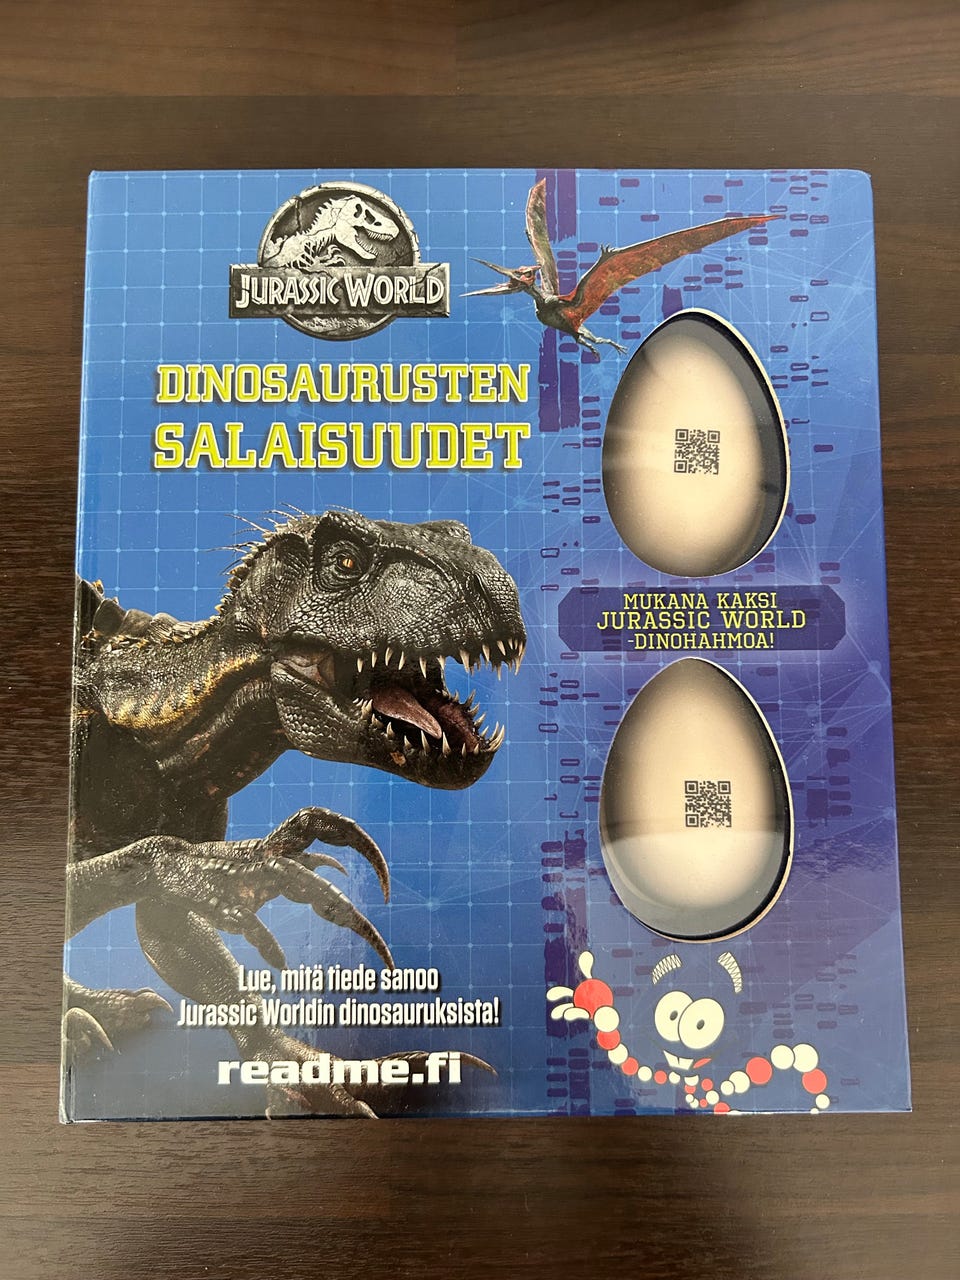 JURASSIC WORLD
DINOSAURUSTEN
SALAISUUDET
MUKANA KAKSI
JURASSIC WORLD
-DINOHAHMOA!
Lue, mitä tiede sanoo
Jurassic Worldin dinosauruksista!
readme.fi